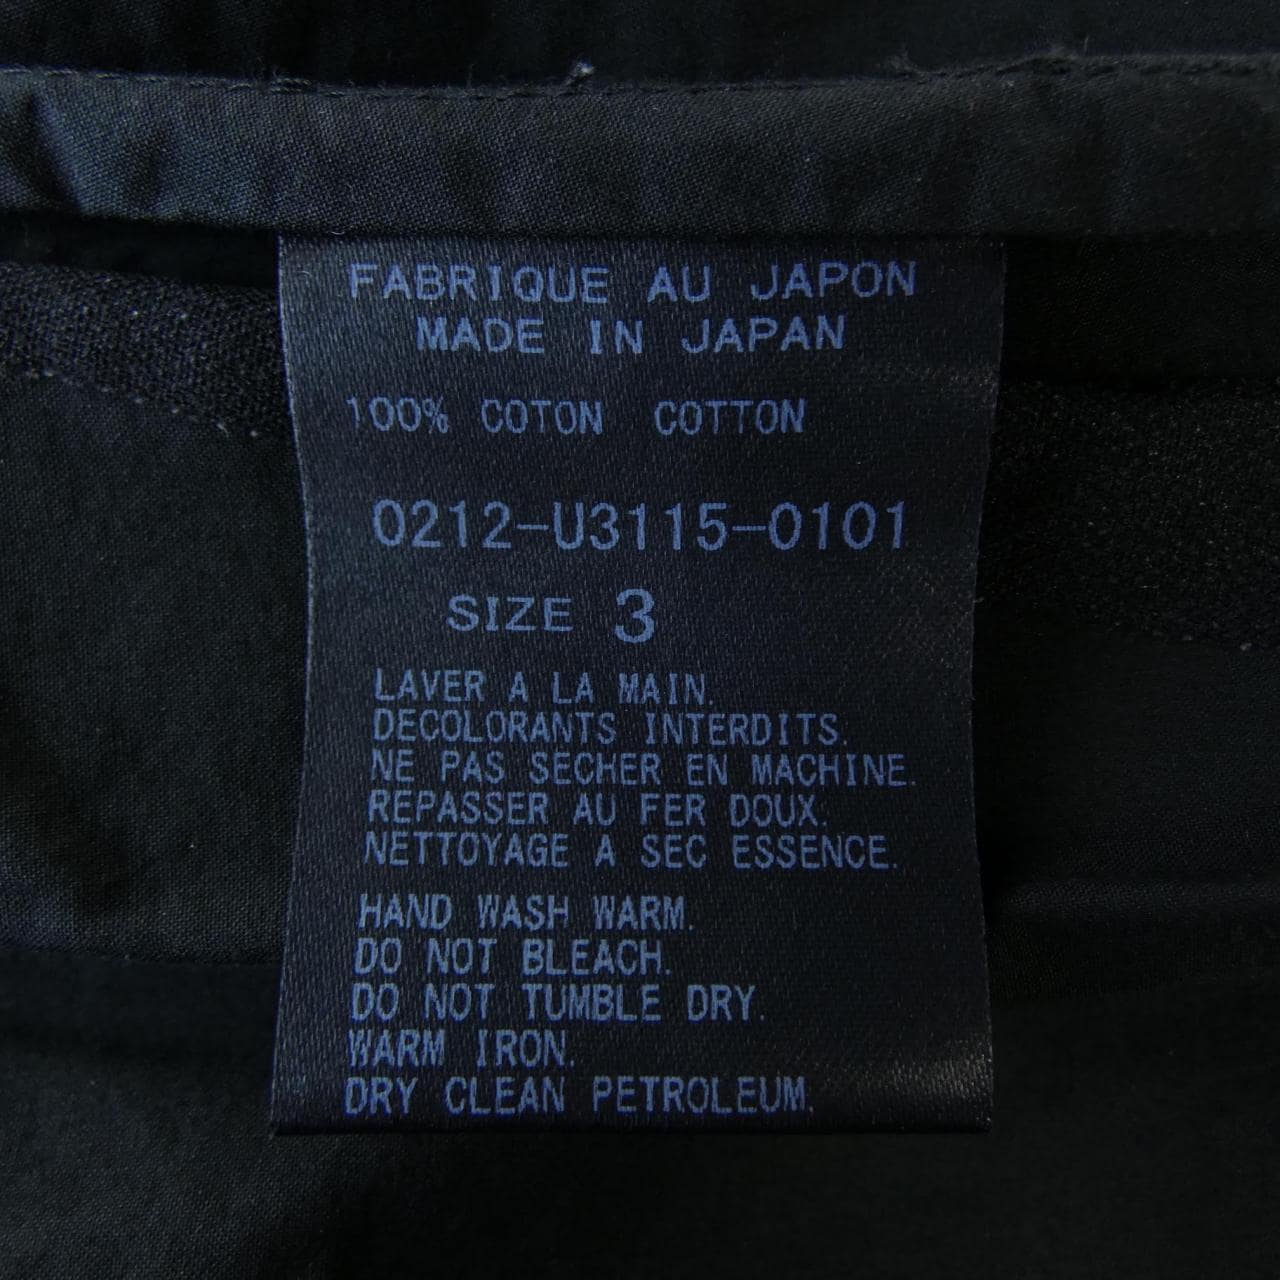 FABRIQUE AU JAPON
MADE IN JAPAN
100% COTON COTTON
0212-U3115-0101
SIZE 3
LAVER A LA MAIN.
DECOLORANTS INTERDITS.
NE PAS SECHER EN MACHINE.
REPASSER AU FER DOUX.
NETTOYAGE A SEC ESSENCE.
HAND WASH WARM.
DO NOT BLEACH.
DO NOT TUMBLE DRY.
WARM IRON.
DRY CLEAN PETROLEUM.